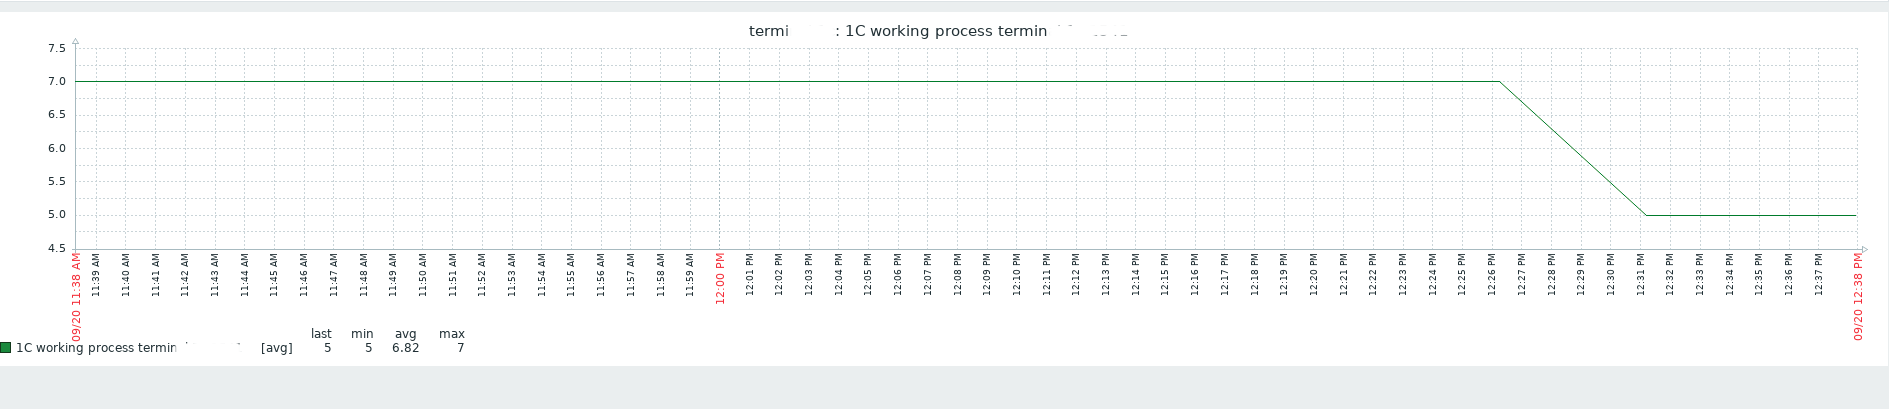 termi : 1C working process termin
7.5
7.0
6.5
6.0
5.5
5.0
4.5
09/20 11:38 AM
11:39 AM
11:40 AM
11:41 AM
11:42 AM
11:43 AM
11:44 AM
11:45 AM
11:46 AM
11:47 AM
11:48 AM
11:49 AM
11:50 AM
11:51 AM
11:52 AM
11:53 AM
11:54 AM
11:55 AM
11:56 AM
11:57 AM
11:58 AM
11:59 AM
12:00 PM
12:01 PM
12:02 PM
12:03 PM
12:04 PM
12:05 PM
12:06 PM
12:07 PM
12:08 PM
12:09 PM
12:10 PM
12:11 PM
12:12 PM
12:13 PM
12:14 PM
12:15 PM
12:16 PM
12:17 PM
12:18 PM
12:19 PM
12:20 PM
12:21 PM
12:22 PM
12:23 PM
12:24 PM
12:25 PM
12:26 PM
12:27 PM
12:28 PM
12:29 PM
12:30 PM
12:31 PM
12:32 PM
12:33 PM
12:34 PM
12:35 PM
12:36 PM
12:37 PM
09/20 12:38 PM
last min avg max
1C working process termin [avg] 5 5 6.82 7